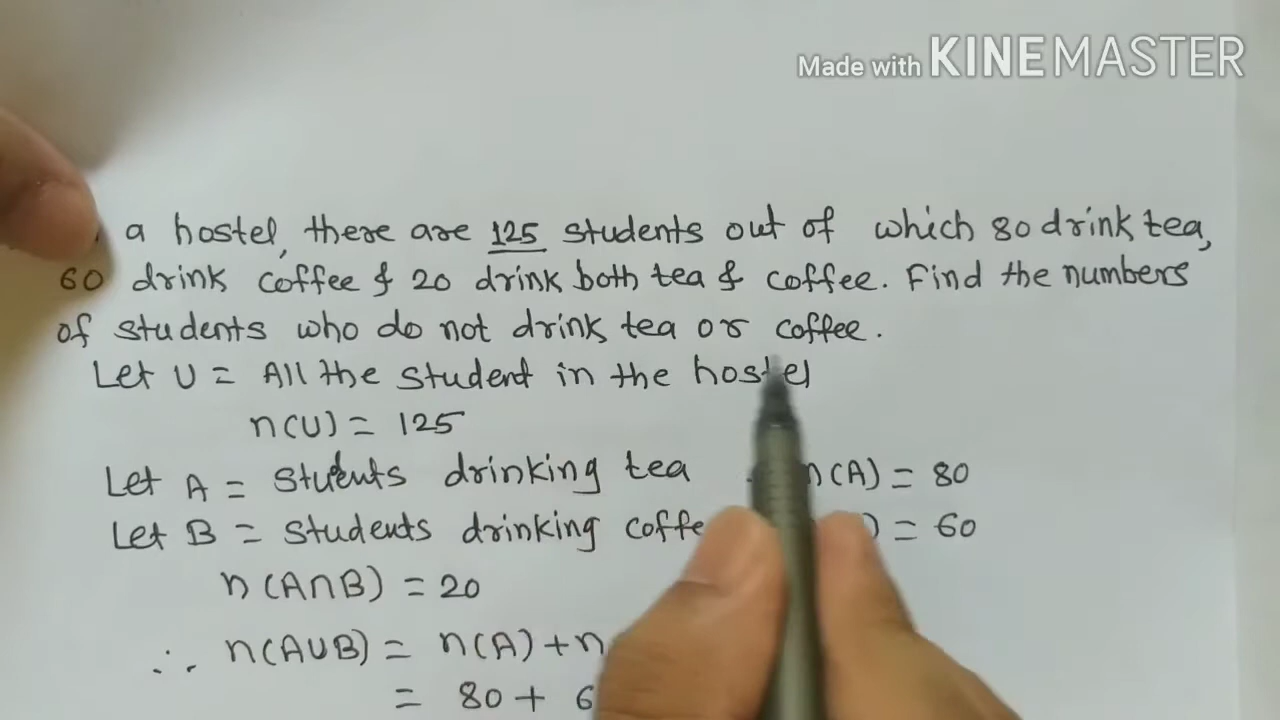 Made with KINEMASTER
a hostel, there are 125 students out of which 80 drink tea,
60 drink coffee & 20 drink both tea & coffee. Find the numbers
of students who do not drink tea or coffee.
Let U = All the student in the hostel
n(U) = 125
Let A = Students drinking tea n(A) = 80
Let B = Students drinking coffe ) = 60
n (A∩B) = 20
∴ n(A∪B) = n(A) + n
= 80 + 6